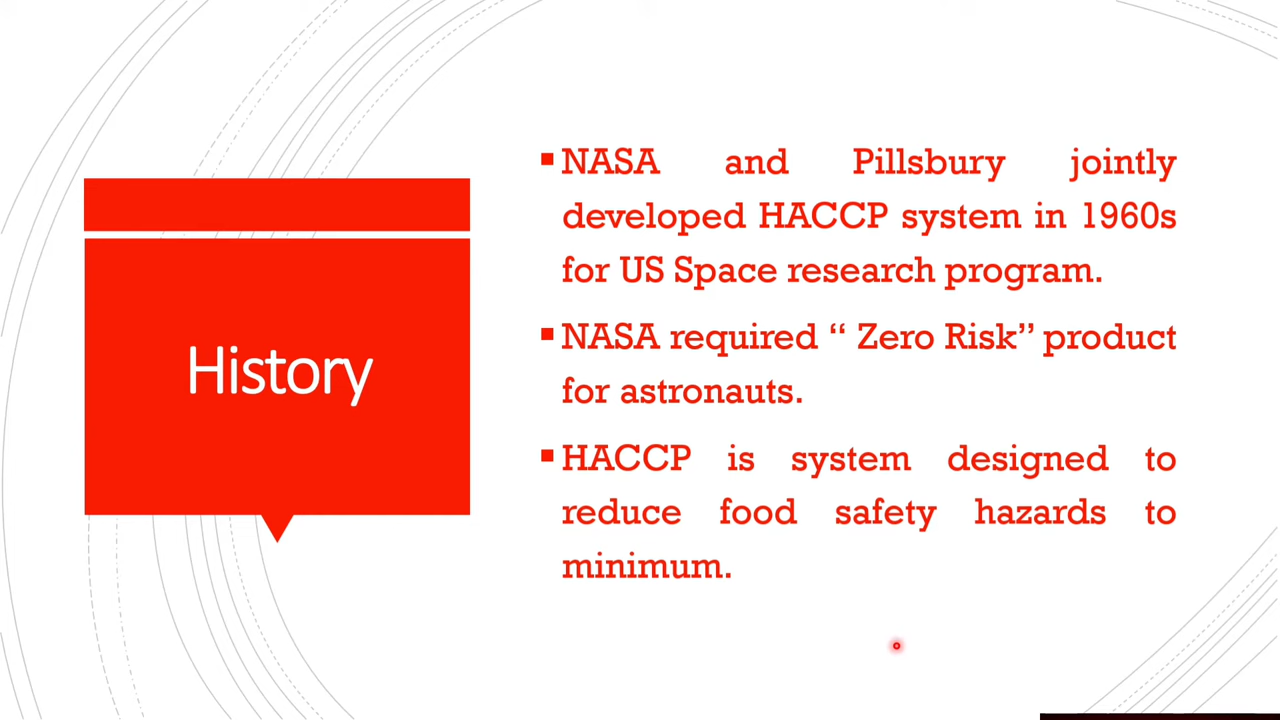 History
NASA and Pillsbury jointly
developed HACCP system in 1960s
for US Space research program.
NASA required “ Zero Risk” product
for astronauts.
HACCP is system designed to
reduce food safety hazards to
minimum.